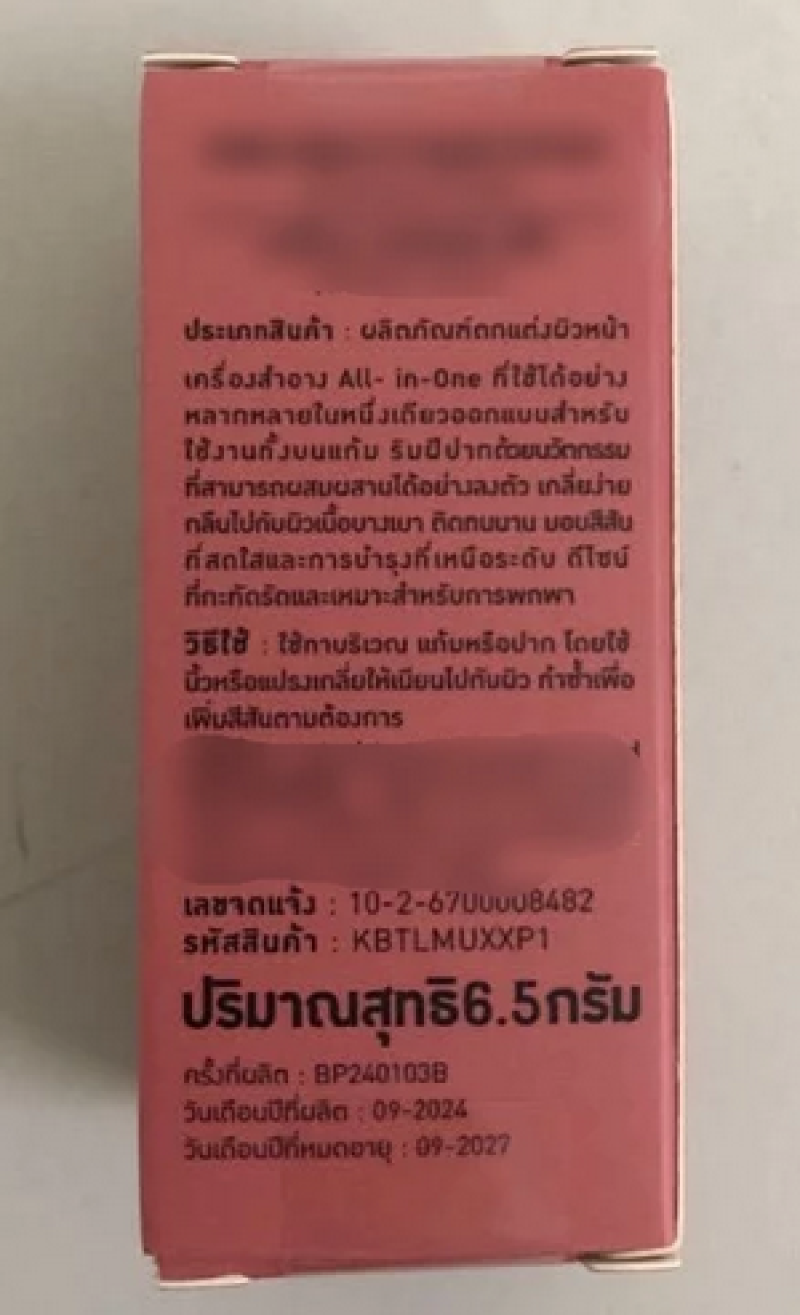 ประเภทสินค้า : ผลิตภัณฑ์ตกแต่งผิวหน้า
เครื่องสำอาง All- in-One ที่ใช้ได้อย่าง
หลากหลายในหนึ่งเดียวออกแบบสำหรับ
ใช้งานทั้งบนแก้ม ริมฝีปากด้วยนวัตกรรม
ที่สามารถผสมผสานได้อย่างลงตัว เกลี่ยง่าย
กลืนไปกับผิวเนื้อบางเบา ติดทนนาน มอบสีสัน
ที่สดใสและการบำรุงที่เหนือระดับ ดีไซน์
ที่กะทัดรัดและเหมาะสำหรับการพกพา
วิธีใช้ : ใช้ทาบริเวณ แก้มหรือปาก โดยใช้
นิ้วหรือแปรงเกลี่ยให้เนียนไปกับผิว ทำซ้ำเพื่อ
เพิ่มสีสันตามต้องการ
เลขจดแจ้ง : 10-2-6700008482
รหัสสินค้า : KBTLMUXXP1
ปริมาณสุทธิ6.5กรัม
ครั้งที่ผลิต : BP240103B
วันเดือนปีที่ผลิต : 09-2024
วันเดือนปีที่หมดอายุ : 09-2027